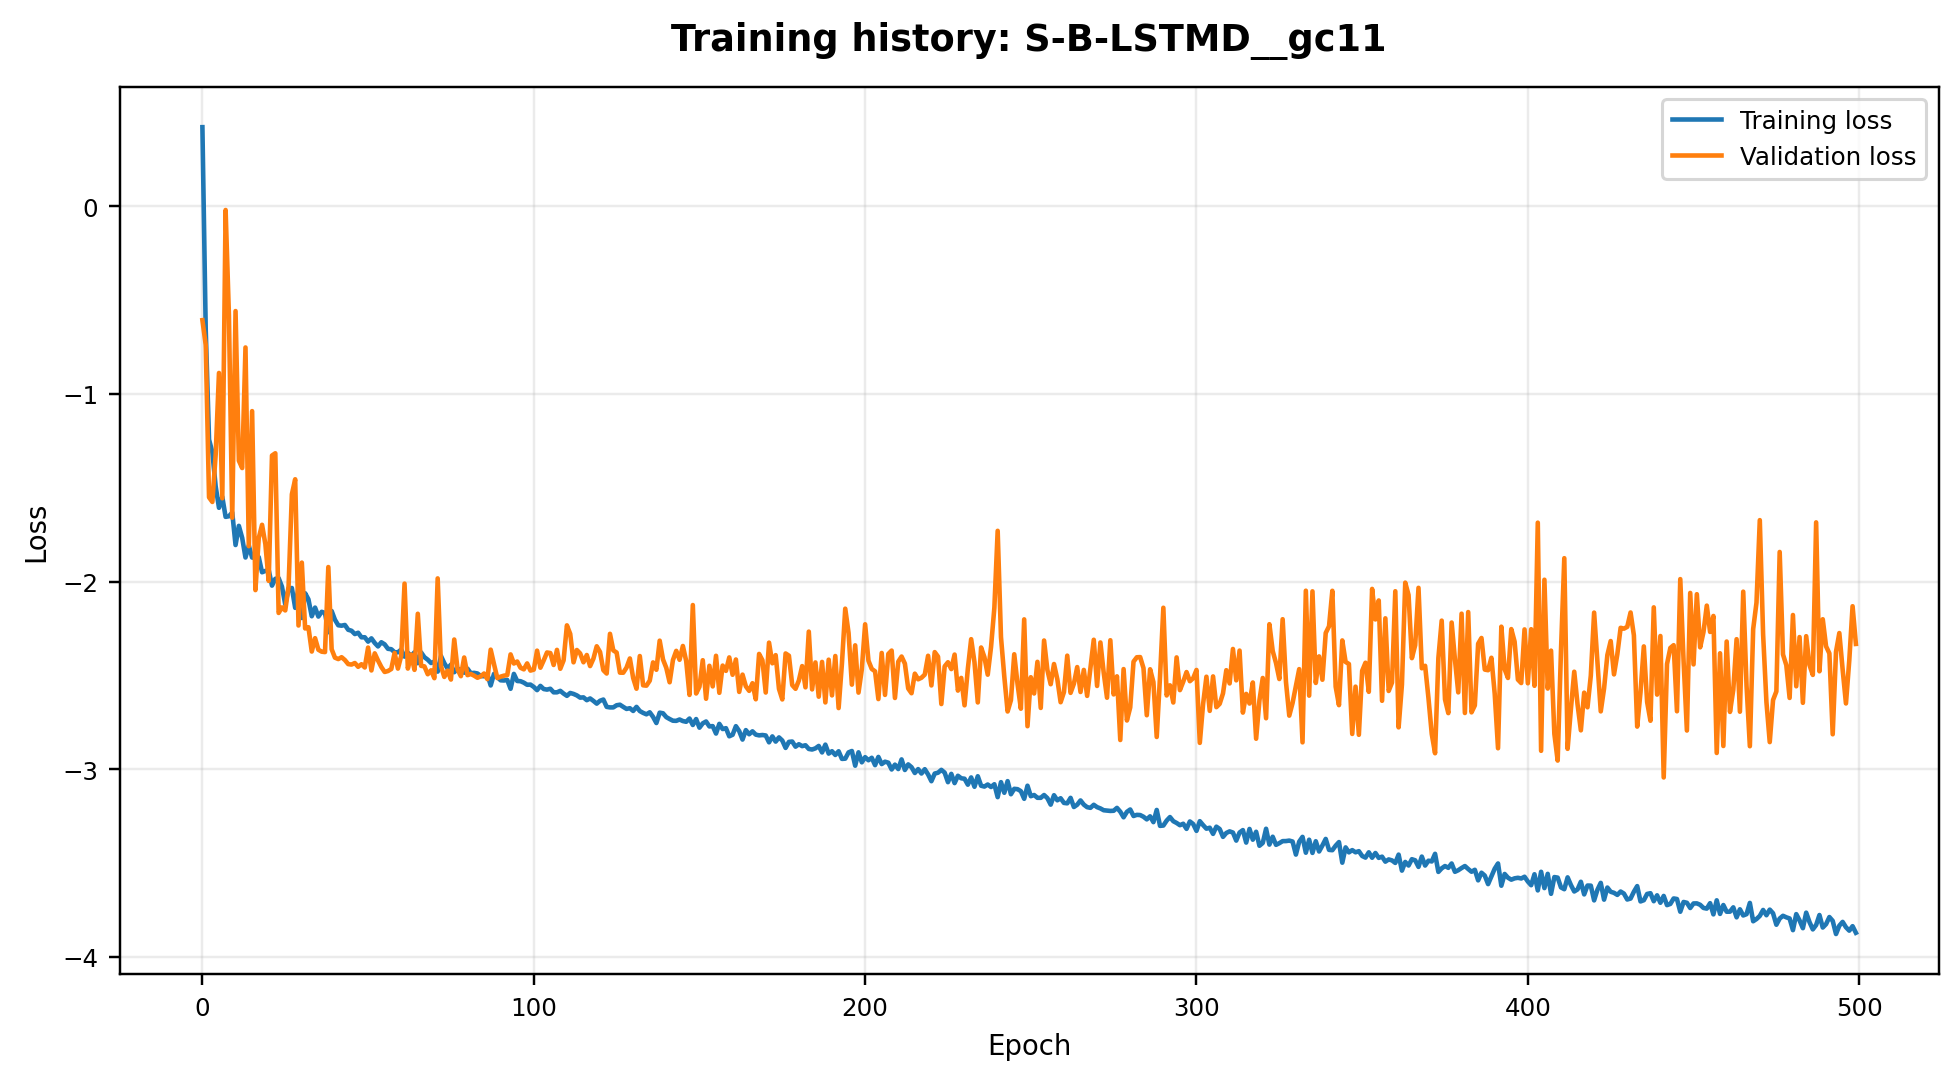 Training history: S-B-LSTMD__gc11
Training loss
Validation loss
0
−1
−2
−3
−4
Loss
0
100
200
300
400
500
Epoch